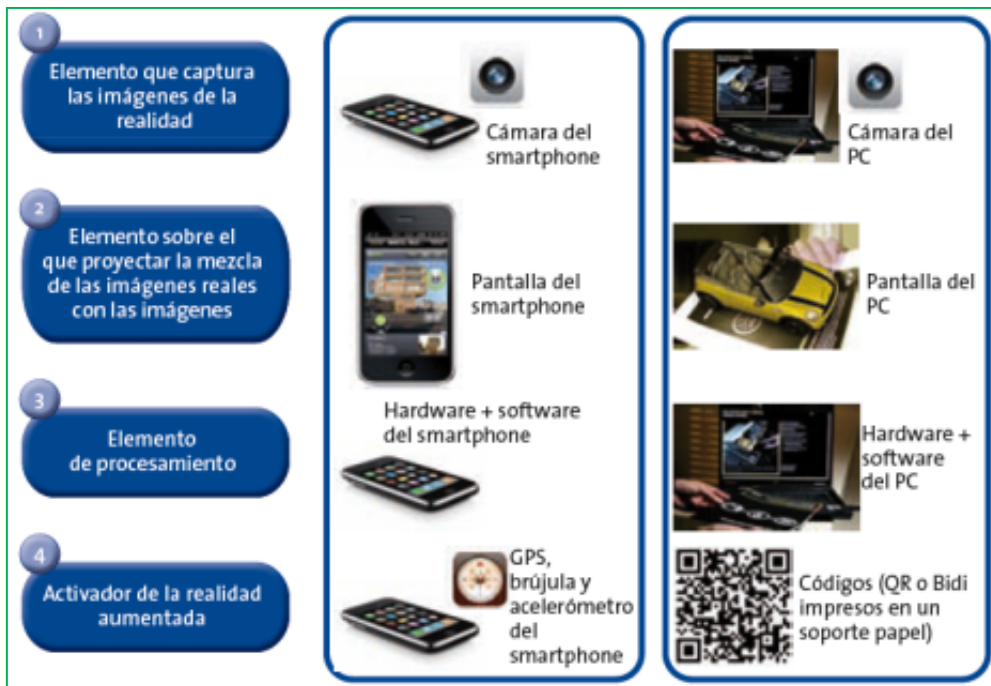 1
Elemento que captura
las imágenes de la
realidad
Cámara del
smartphone
Cámara del
PC
2
Elemento sobre el
que proyectar la mezcla
de las imágenes reales
con las imágenes
Pantalla del
smartphone
Pantalla del
PC
3
Elemento
de procesamiento
Hardware + software
del smartphone
Hardware +
software
del PC
4
Activador de la realidad
aumentada
GPS,
brújula y
acelerómetro
del
smartphone
Códigos (QR o Bidi
impresos en un
soporte papel)